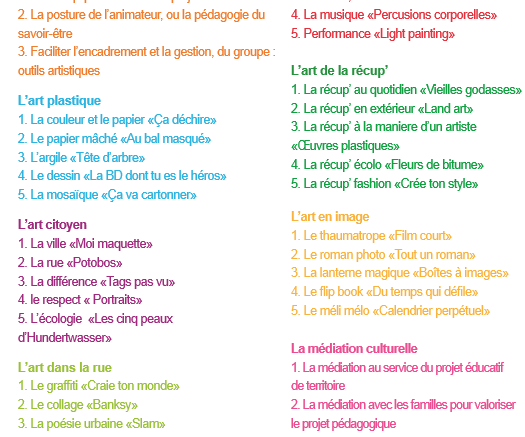 2. La posture de l'animateur, ou la pédagogie du
savoir-être
3. Faciliter l'encadrement et la gestion, du groupe :
outils artistiques
L'art plastique
1. La couleur et le papier «Ça déchire»
2. Le papier mâché «Au bal masqué»
3. L'argile «Tête d'arbre»
4. Le dessin «La BD dont tu es le héros»
5. La mosaïque «Ça va cartonner»
L'art citoyen
1. La ville «Moi maquette»
2. La rue «Potobos»
3. La différence «Tags pas vu»
4. le respect « Portraits»
5. L'écologie «Les cinq peaux
d'Hundertwasser»
L'art dans la rue
1. Le graffiti «Craie ton monde»
2. Le collage «Banksy»
3. La poésie urbaine «Slam»
4. La musique «Percusions corporelles»
5. Performance «Light painting»
L'art de la récup'
1. La récup' au quotidien «Vieilles godasses»
2. La récup' en extérieur «Land art»
3. La récup' à la maniere d'un artiste
«Œuvres plastiques»
4. La récup' écolo «Fleurs de bitume»
5. La récup' fashion «Crée ton style»
L'art en image
1. Le thaumatrope «Film court»
2. Le roman photo «Tout un roman»
3. La lanterne magique «Boîtes à images»
4. Le flip book «Du temps qui défile»
5. Le méli mélo «Calendrier perpétuel»
La médiation culturelle
1. La médiation au service du projet éducatif
de territoire
2. La médiation avec les familles pour valoriser
le projet pédagogique